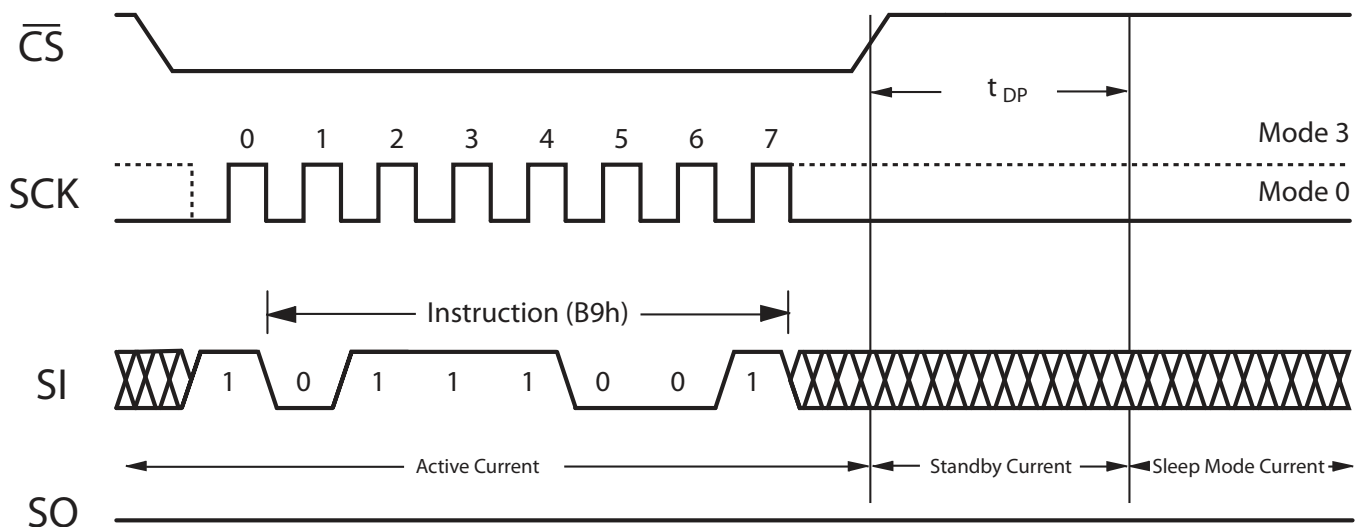 CS
t DP
0 1 2 3 4 5 6 7
Mode 3
SCK
Mode 0
Instruction (B9h)
SI
1 0 1 1 1 0 0 1
Active Current
Standby Current
Sleep Mode Current
SO